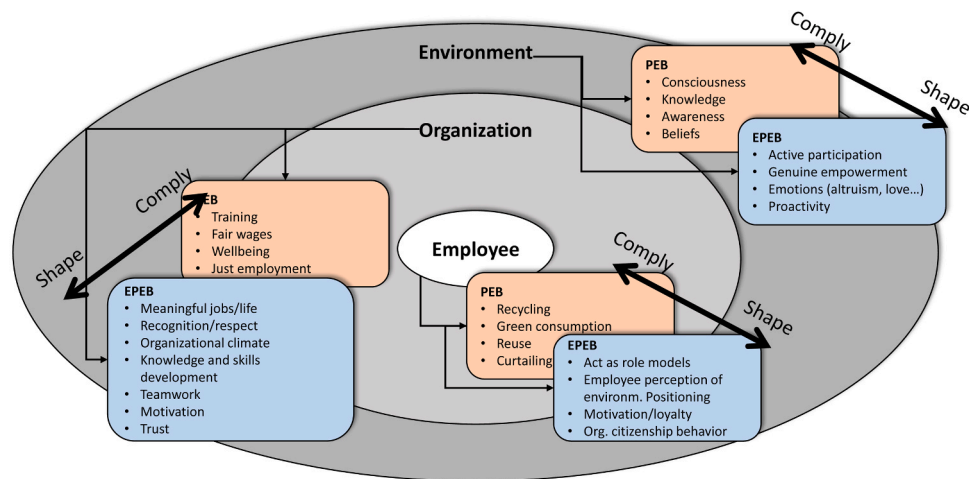 Environment
PEB
• Consciousness
• Knowledge
• Awareness
• Beliefs
Comply
Shape
EPEB
• Active participation
• Genuine empowerment
• Emotions (altruism, love…)
• Proactivity
Organization
• Training
• Fair wages
• Wellbeing
• Just employment
Comply
Shape
EPEB
• Meaningful jobs/life
• Recognition/respect
• Organizational climate
• Knowledge and skills
development
• Teamwork
• Motivation
• Trust
Employee
PEB
• Recycling
• Green consumption
• Reuse
• Curtailing
Comply
Shape
EPEB
• Act as role models
• Employee perception of
environm. Positioning
• Motivation/loyalty
• Org. citizenship behavior